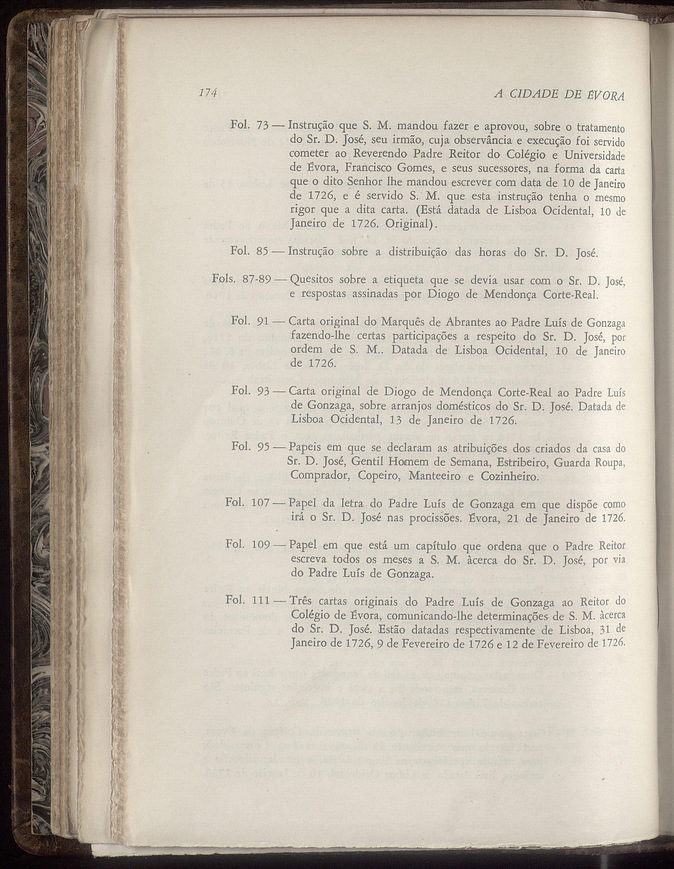 174
A CIDADE DE ÉVORA
Fol. 73 — Instrução que S. M. mandou fazer e aprovou, sobre o tratamento
do Sr. D. José, seu irmão, cuja observância e execução foi servido
cometer ao Reverendo Padre Reitor do Colégio e Universidade
de Évora, Francisco Gomes, e seus sucessores, na forma da carta
que o dito Senhor lhe mandou escrever com data de 10 de Janeiro
de 1726, e é servido S. M. que esta instrução tenha o mesmo
rigor que a dita carta. (Está datada de Lisboa Ocidental, 10 de
Janeiro de 1726. Original).
Fol. 85 — Instrução sobre a distribuição das horas do Sr. D. José.
Fols. 87-89 — Quesitos sobre a etiqueta que se devia usar com o Sr. D. José,
e respostas assinadas por Diogo de Mendonça Corte-Real.
Fol. 91 — Carta original do Marquês de Abrantes ao Padre Luís de Gonzaga
fazendo-lhe certas participações a respeito do Sr. D. José, por
ordem de S. M.. Datada de Lisboa Ocidental, 10 de Janeiro
de 1726.
Fol. 93 — Carta original de Diogo de Mendonça Corte-Real ao Padre Luís
de Gonzaga, sobre arranjos domésticos do Sr. D. José. Datada de
Lisboa Ocidental, 13 de Janeiro de 1726.
Fol. 95 — Papeis em que se declaram as atribuições dos criados da casa do
Sr. D. José, Gentil Homem de Semana, Estribeiro, Guarda Roupa,
Comprador, Copeiro, Manteeiro e Cozinheiro.
Fol. 107 — Papel da letra do Padre Luís de Gonzaga em que dispõe como
irá o Sr. D. José nas procissões. Évora, 21 de Janeiro de 1726.
Fol. 109 — Papel em que está um capítulo que ordena que o Padre Reitor
escreva todos os meses a S. M. àcerca do Sr. D. José, por via
do Padre Luís de Gonzaga.
Fol. 111 — Três cartas originais do Padre Luís de Gonzaga ao Reitor do
Colégio de Évora, comunicando-lhe determinações de S. M. àcerca
do Sr. D. José. Estão datadas respectivamente de Lisboa, 31 de
Janeiro de 1726, 9 de Fevereiro de 1726 e 12 de Fevereiro de 1726.